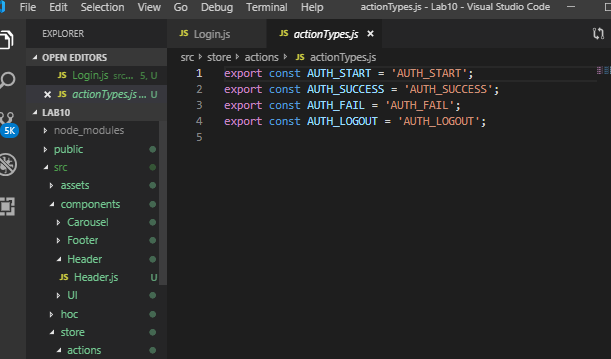 File Edit Selection View Go Debug Terminal Help actionTypes.js - Lab10 - Visual Studio Code
EXPLORER
JS Login.js
JS actionTypes.js ×
OPEN EDITORS
JS Login.js src... 5, U
× JS actionTypes.js ... U
LAB10
node_modules
public
src
assets
components
Carousel
Footer
Header
JS Header.js U
UI
hoc
store
actions
5K
src › store › actions › JS actionTypes.js
1 export const AUTH_START = 'AUTH_START';
2 export const AUTH_SUCCESS = 'AUTH_SUCCESS';
3 export const AUTH_FAIL = 'AUTH_FAIL';
4 export const AUTH_LOGOUT = 'AUTH_LOGOUT';
5